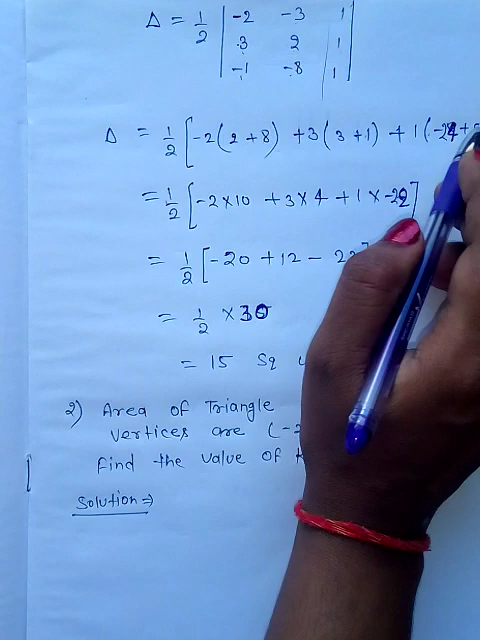 Δ = 1/2 | -2 -3 1 |
| 3 2 1 |
| -1 -8 1 |
Δ = 1/2 [ -2 ( 2 + 8 ) + 3 ( 3 + 1 ) + 1 (
= 1/2 [ -2 × 10 + 3 × 4 + 1 × -22 ]
= 1/2 [ -20 + 12 - 22 ]
= 1/2 × 30
= 15 Sq
2) Area of Triangle
vertices are (-
Find the value of
Solution ⇒